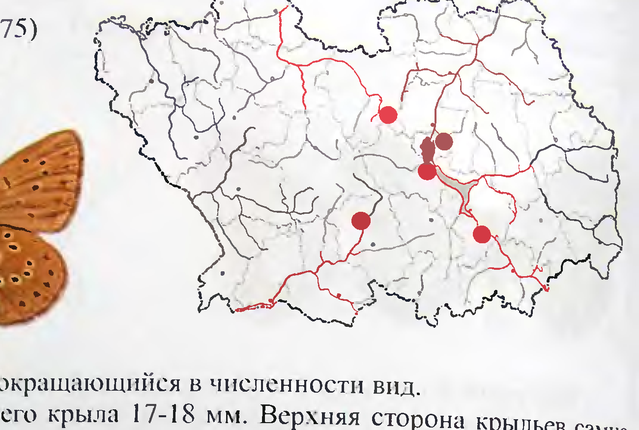 75)
окращающийся в численности вид.
его крыла 17-18 мм. Верхняя сторона крыльев